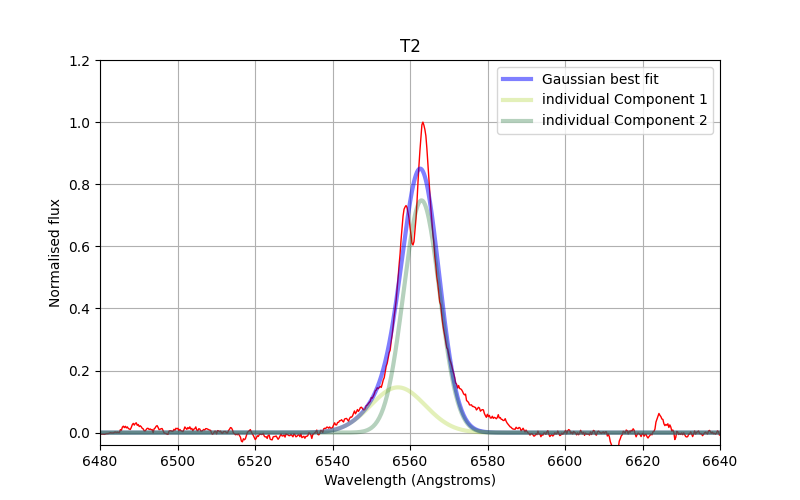 T2
1.2
1.0
0.8
0.6
0.4
0.2
0.0
Normalised flux
Gaussian best fit
individual Component 1
individual Component 2
6480 6500 6520 6540 6560 6580 6600 6620 6640
Wavelength (Angstroms)